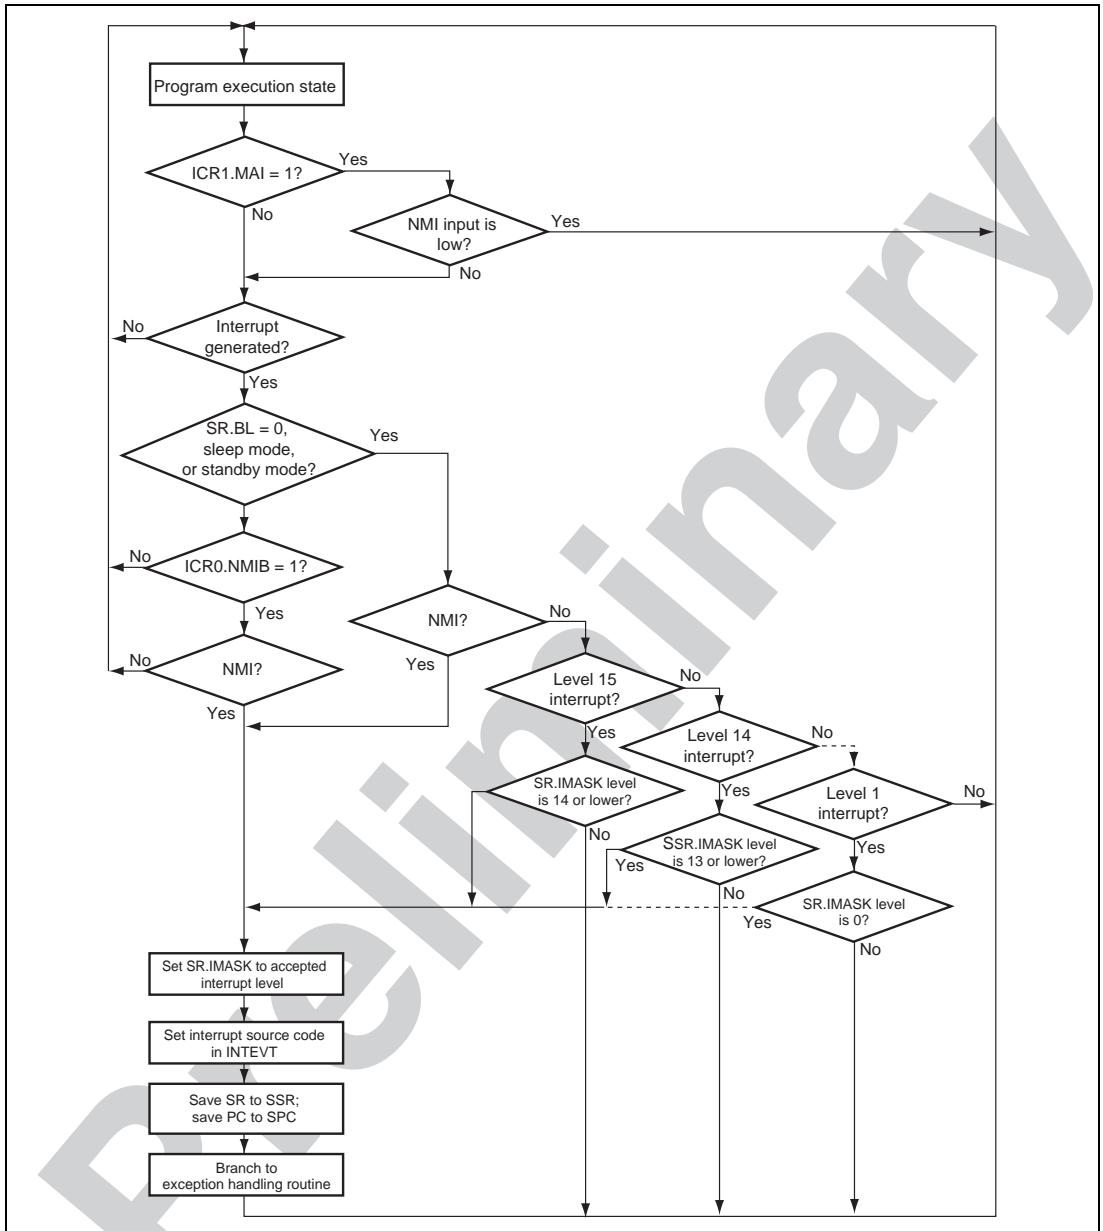 Program execution state
ICR1.MAI = 1?
Yes
No
NMI input is
low?
Yes
No
Interrupt
generated?
No
Yes
SR.BL = 0,
sleep mode,
or standby mode?
Yes
ICR0.NMIB = 1?
No
Yes
NMI?
No
Yes
NMI?
No
Yes
Level 15
interrupt?
No
Yes
Level 14
interrupt?
No
Yes
Level 1
interrupt?
No
Yes
SR.IMASK level
is 14 or lower?
No
SSR.IMASK level
is 13 or lower?
Yes
No
SR.IMASK level
is 0?
Yes
No
Set SR.IMASK to accepted
interrupt level
Set interrupt source code
in INTEVT
Save SR to SSR;
save PC to SPC
Branch to
exception handling routine
Preliminary